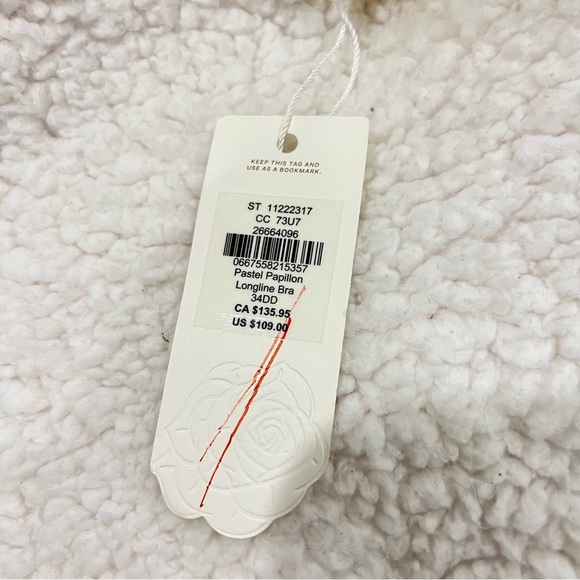 KEEP THIS TAG AND
USE AS A BOOKMARK.
ST 11222317
CC 73U7
26664096
0667558215357
Pastel Papillon
Longline Bra
34DD
CA $135.95
US $109.00